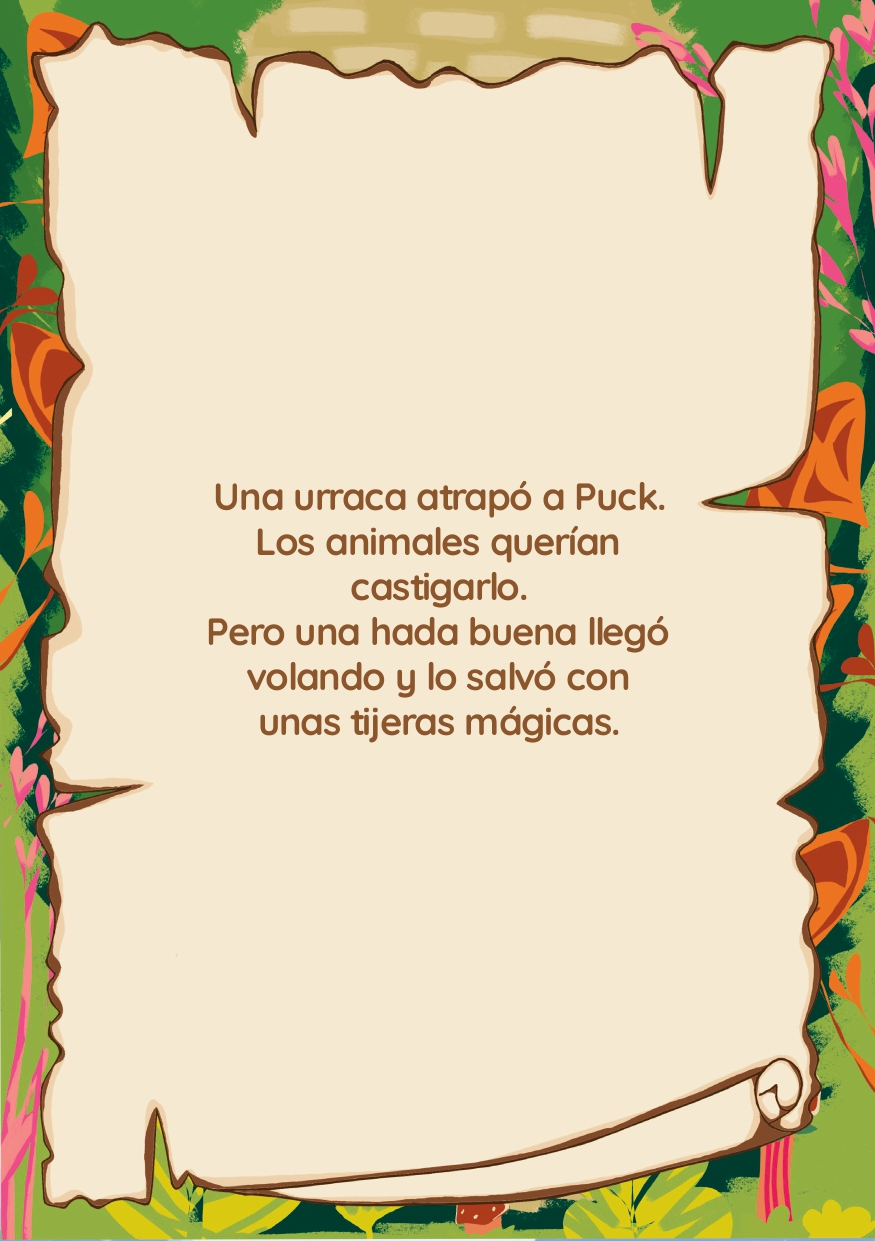 Una urraca atrapó a Puck.
Los animales querían
castigarlo.
Pero una hada buena llegó
volando y lo salvó con
unas tijeras mágicas.